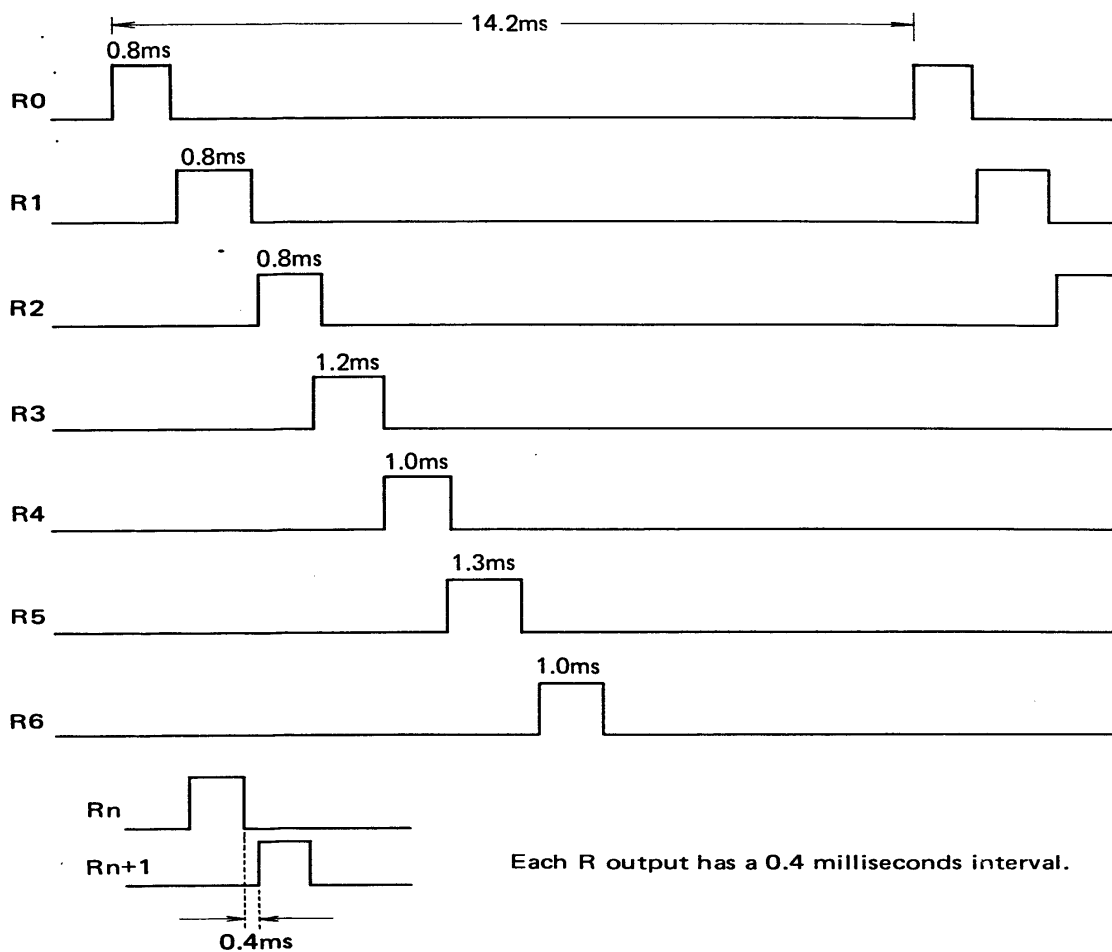 14.2ms
0.8ms
R0
0.8ms
R1
0.8ms
R2
1.2ms
R3
1.0ms
R4
1.3ms
R5
1.0ms
R6
Rn
Rn+1
Each R output has a 0.4 milliseconds interval.
0.4ms